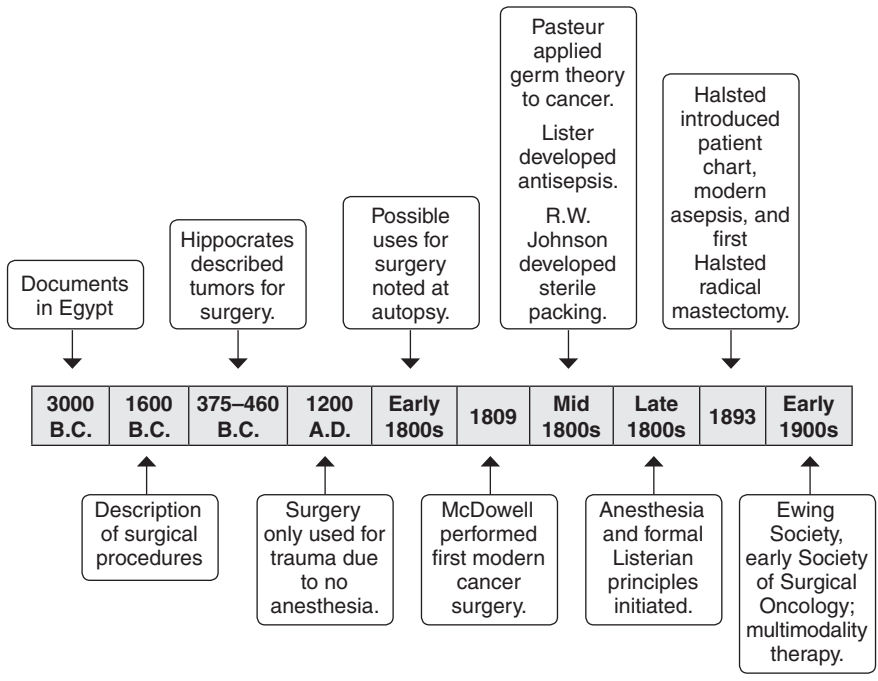 Pasteur
applied
germ theory
to cancer.
Lister
developed
antisepsis.
R.W.
Johnson
developed
sterile
packing.
Halsted
introduced
patient
chart,
modern
asepsis, and
first
Halsted
radical
mastectomy.
Possible
uses for
surgery
noted at
autopsy.
Hippocrates
described
tumors for
surgery.
Documents
in Egypt
3000
B.C.
1600
B.C.
375–460
B.C.
1200
A.D.
Early
1800s
1809
Mid
1800s
Late
1800s
1893
Early
1900s
Description
of surgical
procedures
Surgery
only used for
trauma due
to no
anesthesia.
McDowell
performed
first modern
cancer
surgery.
Anesthesia
and formal
Listerian
principles
initiated.
Ewing
Society,
early Society
of Surgical
Oncology;
multimodality
therapy.